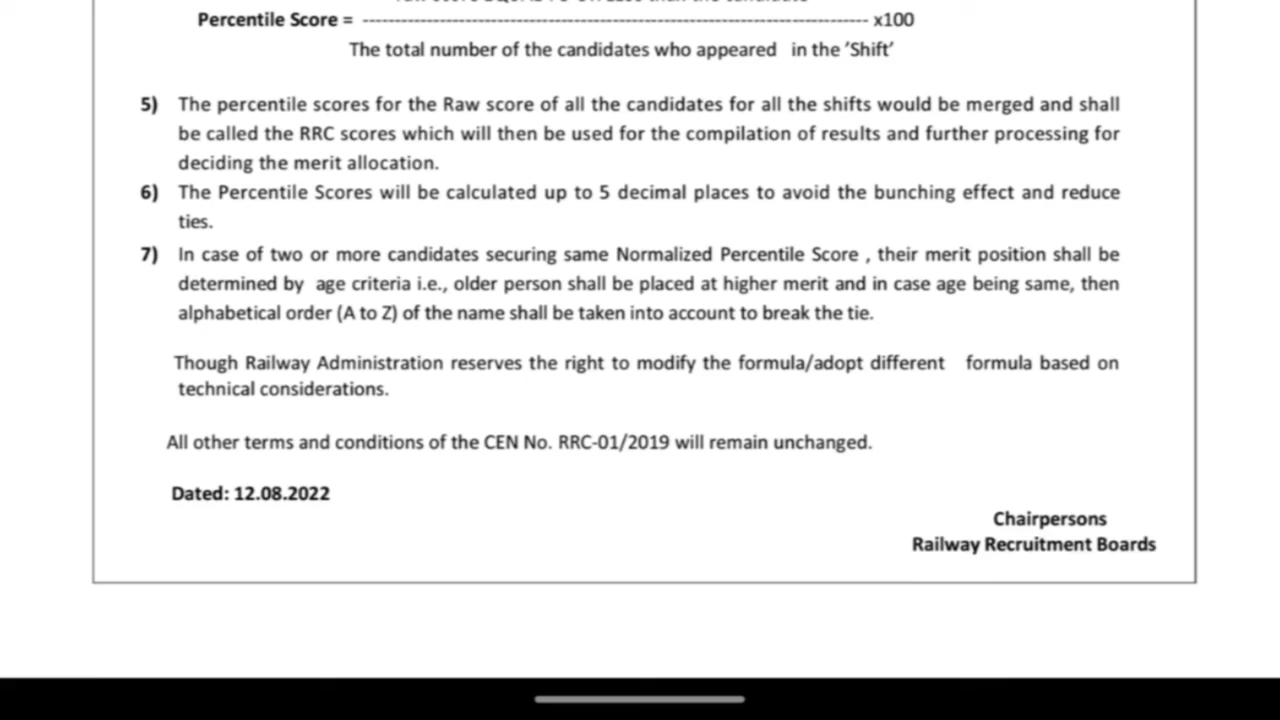 Percentile Score = ------------------------------------------------------------------------------- x100
The total number of the candidates who appeared in the ‘Shift’
5) The percentile scores for the Raw score of all the candidates for all the shifts would be merged and shall
be called the RRC scores which will then be used for the compilation of results and further processing for
deciding the merit allocation.
6) The Percentile Scores will be calculated up to 5 decimal places to avoid the bunching effect and reduce
ties.
7) In case of two or more candidates securing same Normalized Percentile Score , their merit position shall be
determined by age criteria i.e., older person shall be placed at higher merit and in case age being same, then
alphabetical order (A to Z) of the name shall be taken into account to break the tie.
Though Railway Administration reserves the right to modify the formula/adopt different formula based on
technical considerations.
All other terms and conditions of the CEN No. RRC-01/2019 will remain unchanged.
Dated: 12.08.2022
Chairpersons
Railway Recruitment Boards